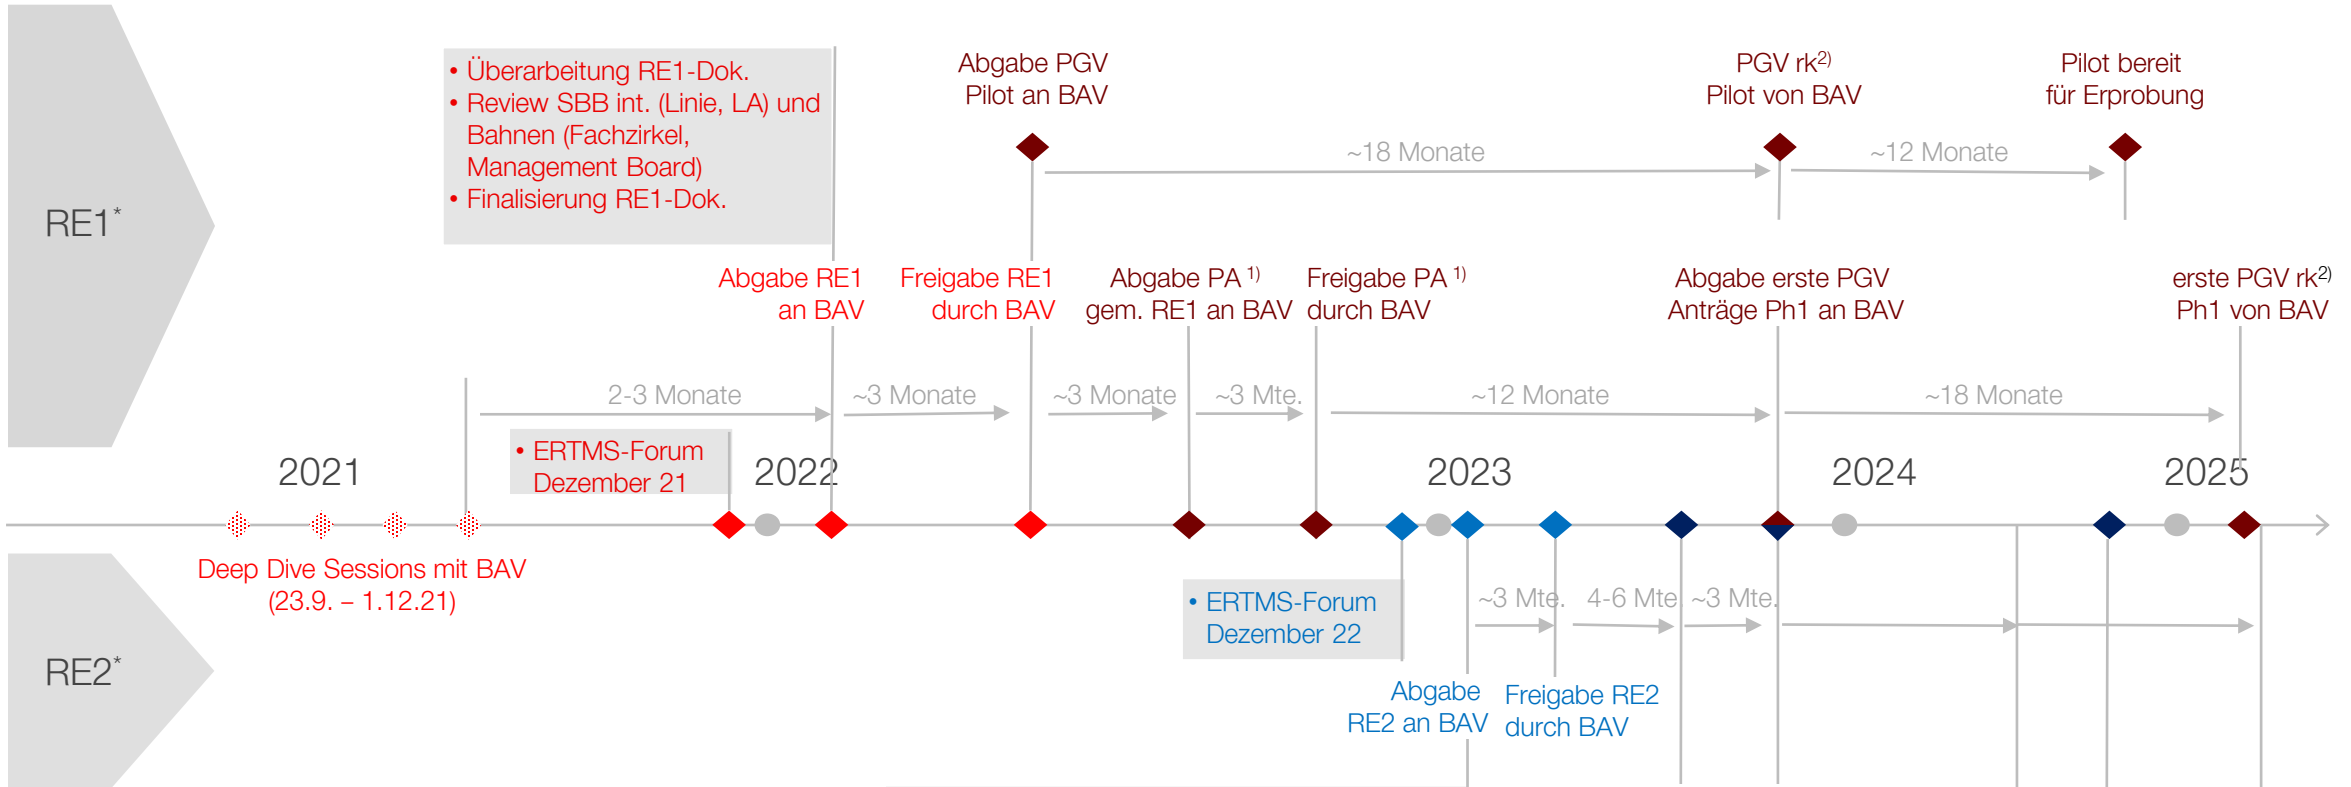 • Überarbeitung RE1-Dok.
• Review SBB int. (Linie, LA) und
Bahnen (Fachzirkel,
Management Board)
• Finalisierung RE1-Dok.
Abgabe PGV
Pilot an BAV
PGV rk2)
Pilot von BAV
Pilot bereit
für Erprobung
~18 Monate
~12 Monate
RE1*
Abgabe RE1
an BAV
Freigabe RE1
durch BAV
Abgabe PA 1)
gem. RE1 an BAV
Freigabe PA 1)
durch BAV
Abgabe erste PGV
Anträge Ph1 an BAV
erste PGV rk2)
Ph1 von BAV
2-3 Monate
~3 Monate
~3 Monate
~3 Mte.
~12 Monate
~18 Monate
• ERTMS-Forum
Dezember 21
2021
2022
2023
2024
2025
Deep Dive Sessions mit BAV
(23.9. – 1.12.21)
• ERTMS-Forum
Dezember 22
~3 Mte.
4-6 Mte.
~3 Mte.
RE2*
Abgabe
RE2 an BAV
Freigabe RE2
durch BAV